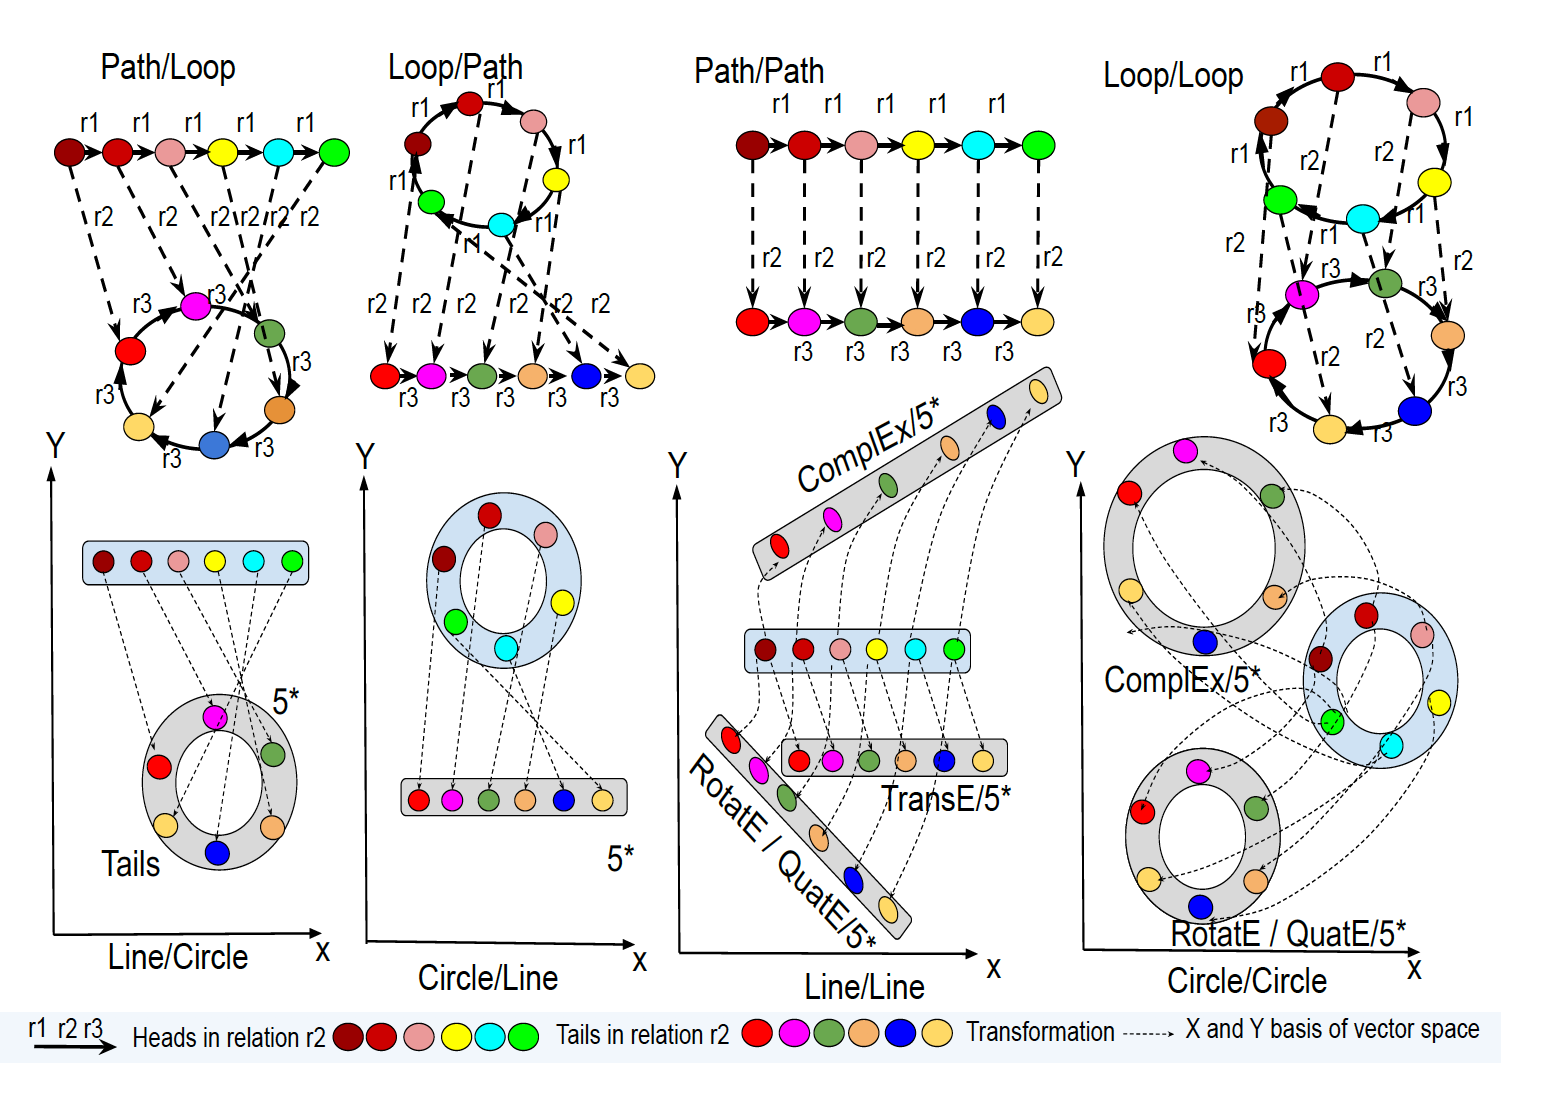 Path/Loop
r1 r1 r1 r1 r1
r2 r2 r2 r2 r2 r2
r3 r3
r3
r3
r3
r3
Loop/Path
r1
r1
r1
r1
r1
r1
r2 r2 r2 r2 r2 r2
r3 r3 r3 r3 r3
Path/Path
r1 r1 r1 r1 r1
r2 r2 r2 r2 r2 r2
r3 r3 r3 r3 r3
Loop/Loop
r1
r1
r1
r1
r2
r2
r1
r1
r2
r2
r3
r3
r3
r2
r2
r3
r3
r3
Y
5*
Tails
X
Line/Circle
Y
5*
X
Circle/Line
Y
ComplEx/5*
TransE/5*
RotatE / QuatE/5*
X
Line/Line
Y
ComplEx/5*
RotatE / QuatE/5*
X
Circle/Circle
r1 r2 r3
Heads in relation r2
Tails in relation r2
Transformation
X and Y basis of vector space